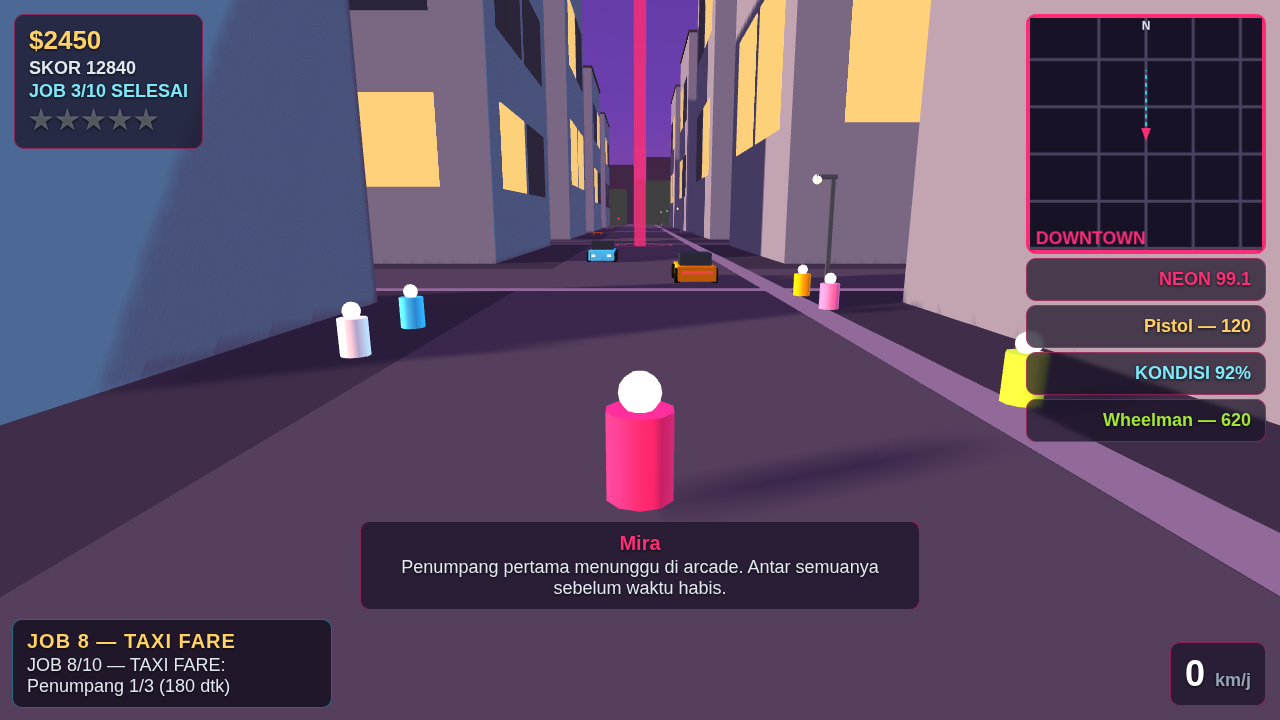 $2450
SKOR 12840
JOB 3/10 SELESAI
★★★★★
N
DOWNTOWN
NEON 99.1
Pistol — 120
KONDISI 92%
Wheelman — 620
Mira
Penumpang pertama menunggu di arcade. Antar semuanya
sebelum waktu habis.
JOB 8 — TAXI FARE
JOB 8/10 — TAXI FARE:
Penumpang 1/3 (180 dtk)
0 km/j